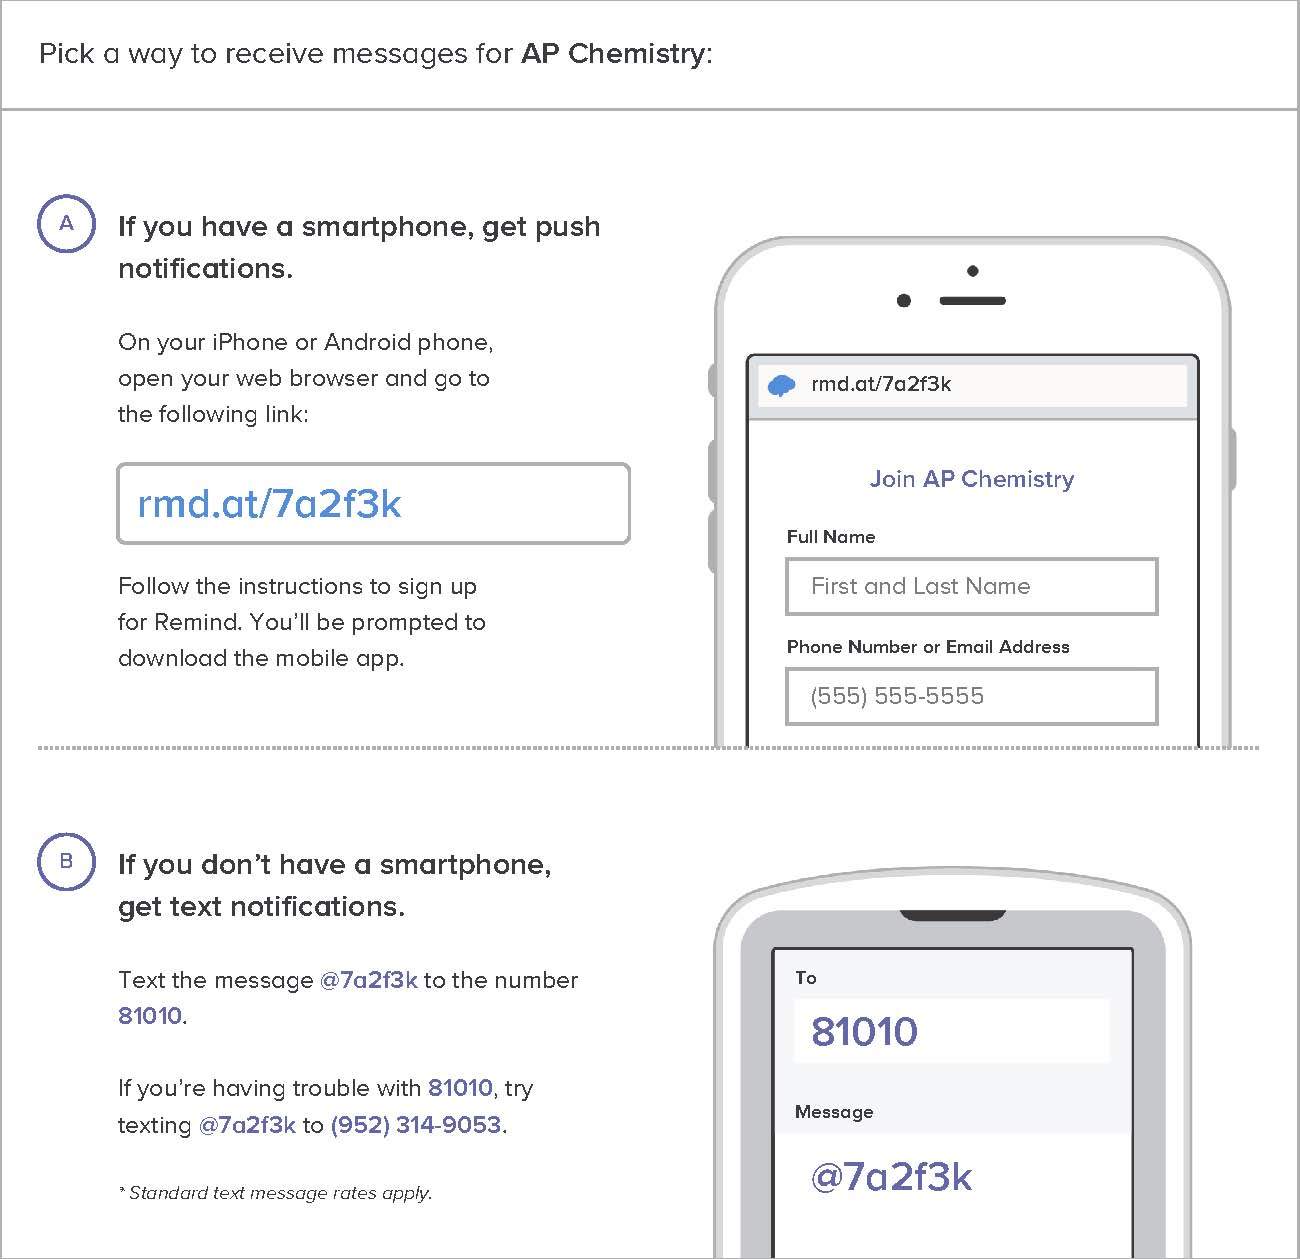 Pick a way to receive messages for AP Chemistry:
A
If you have a smartphone, get push
notifications.
On your iPhone or Android phone,
open your web browser and go to
the following link:
rmd.at/7a2f3k
Follow the instructions to sign up
for Remind. You’ll be prompted to
download the mobile app.
rmd.at/7a2f3k
Join AP Chemistry
Full Name
First and Last Name
Phone Number or Email Address
(555) 555-5555
B
If you don’t have a smartphone,
get text notifications.
Text the message @7a2f3k to the number
81010.
If you’re having trouble with 81010, try
texting @7a2f3k to (952) 314-9053.
* Standard text message rates apply.
To
81010
Message
@7a2f3k